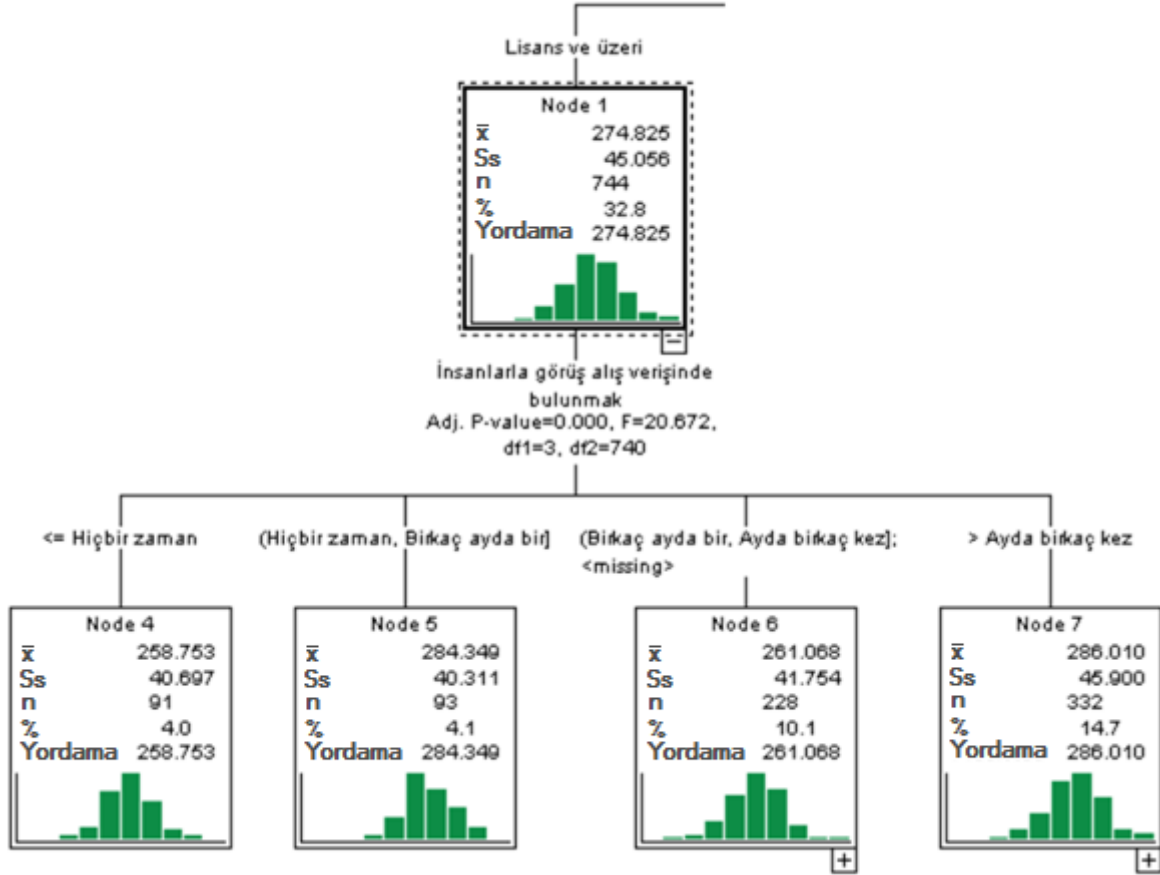 Lisans ve üzeri
Node 1
x̄ 274.825
Ss 45.056
n 744
% 32.8
Yordama 274.825
−
İnsanlarla görüş alış verişinde
bulunmak
Adj. P-value=0.000, F=20.672,
df1=3, df2=740
<= Hiçbir zaman
(Hiçbir zaman, Birkaç ayda bir]
(Birkaç ayda bir, Ayda birkaç kez];
<missing>
> Ayda birkaç kez
Node 4
x̄ 258.753
Ss 40.697
n 91
% 4.0
Yordama 258.753
Node 5
x̄ 284.349
Ss 40.311
n 93
% 4.1
Yordama 284.349
Node 6
x̄ 261.068
Ss 41.754
n 228
% 10.1
Yordama 261.068
+
Node 7
x̄ 286.010
Ss 45.900
n 332
% 14.7
Yordama 286.010
+